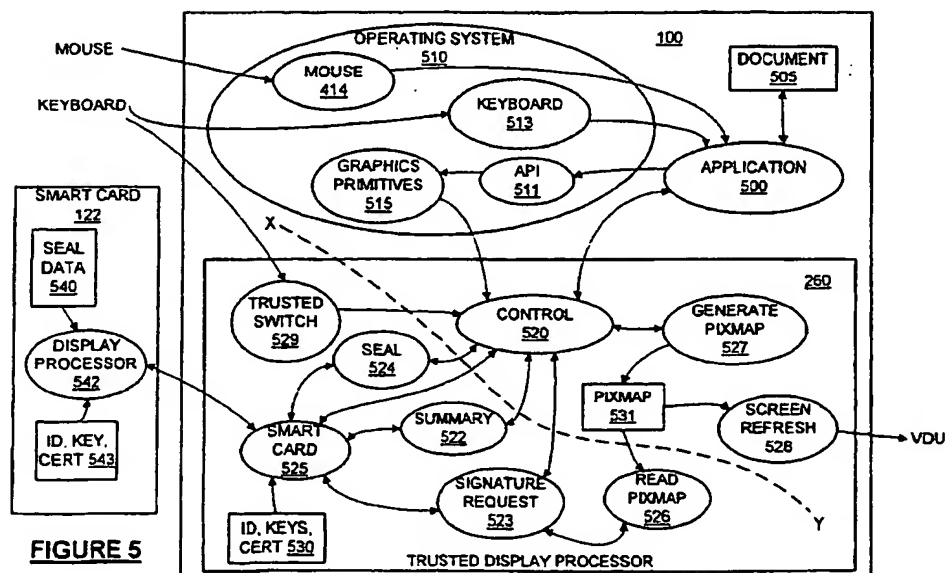 OPERATING SYSTEM
510
100
MOUSE
MOUSE
414
DOCUMENT
505
KEYBOARD
KEYBOARD
513
GRAPHICS
PRIMITIVES
515
API
511
APPLICATION
500
SMART CARD
122
SEAL
DATA
540
DISPLAY
PROCESSOR
542
ID, KEY,
CERT 543
X
260
TRUSTED
SWITCH
529
CONTROL
520
GENERATE
PIXMAP
527
SEAL
524
SUMMARY
522
PIXMAP
531
SCREEN
REFRESH
528
VDU
SMART
CARD
525
SIGNATURE
REQUEST
523
READ
PIXMAP
526
Y
ID, KEYS,
CERT 530
TRUSTED DISPLAY PROCESSOR
FIGURE 5